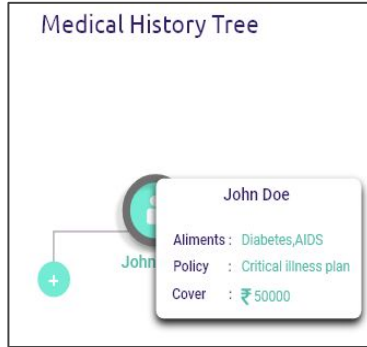 Medical History Tree
John Doe
Aliments : Diabetes,AIDS
Policy : Critical illness plan
Cover : ₹ 50000
John
+